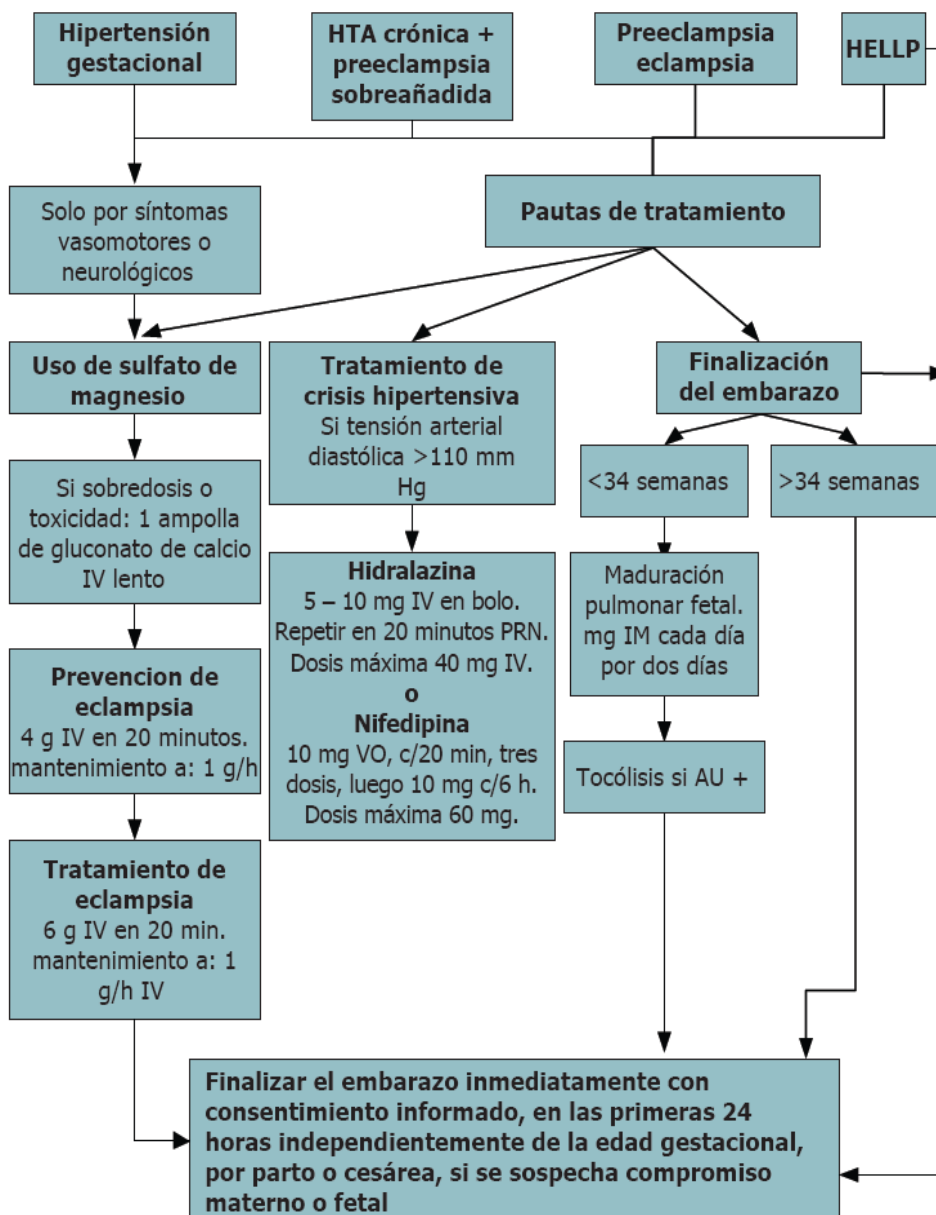 Hipertensión
gestacional
HTA crónica +
preeclampsia
sobreañadida
Preeclampsia
eclampsia
HELLP
Solo por síntomas
vasomotores o
neurológicos
Pautas de tratamiento
Uso de sulfato de
magnesio
Tratamiento de
crisis hipertensiva
Si tensión arterial
diastólica >110 mm
Hg
Finalización
del embarazo
<34 semanas
>34 semanas
Si sobredosis o
toxicidad: 1 ampolla
de gluconato de calcio
IV lento
Hidralazina
5 – 10 mg IV en bolo.
Repetir en 20 minutos PRN.
Dosis máxima 40 mg IV.
o
Nifedipina
10 mg VO, c/20 min, tres
dosis, luego 10 mg c/6 h.
Dosis máxima 60 mg.
Maduración
pulmonar fetal.
mg IM cada día
por dos días
Prevencion de
eclampsia
4 g IV en 20 minutos.
mantenimiento a: 1 g/h
Tocólisis si AU +
Tratamiento de
eclampsia
6 g IV en 20 min.
mantenimiento a: 1
g/h IV
Finalizar el embarazo inmediatamente con
consentimiento informado, en las primeras 24
horas independientemente de la edad gestacional,
por parto o cesárea, si se sospecha compromiso
materno o fetal